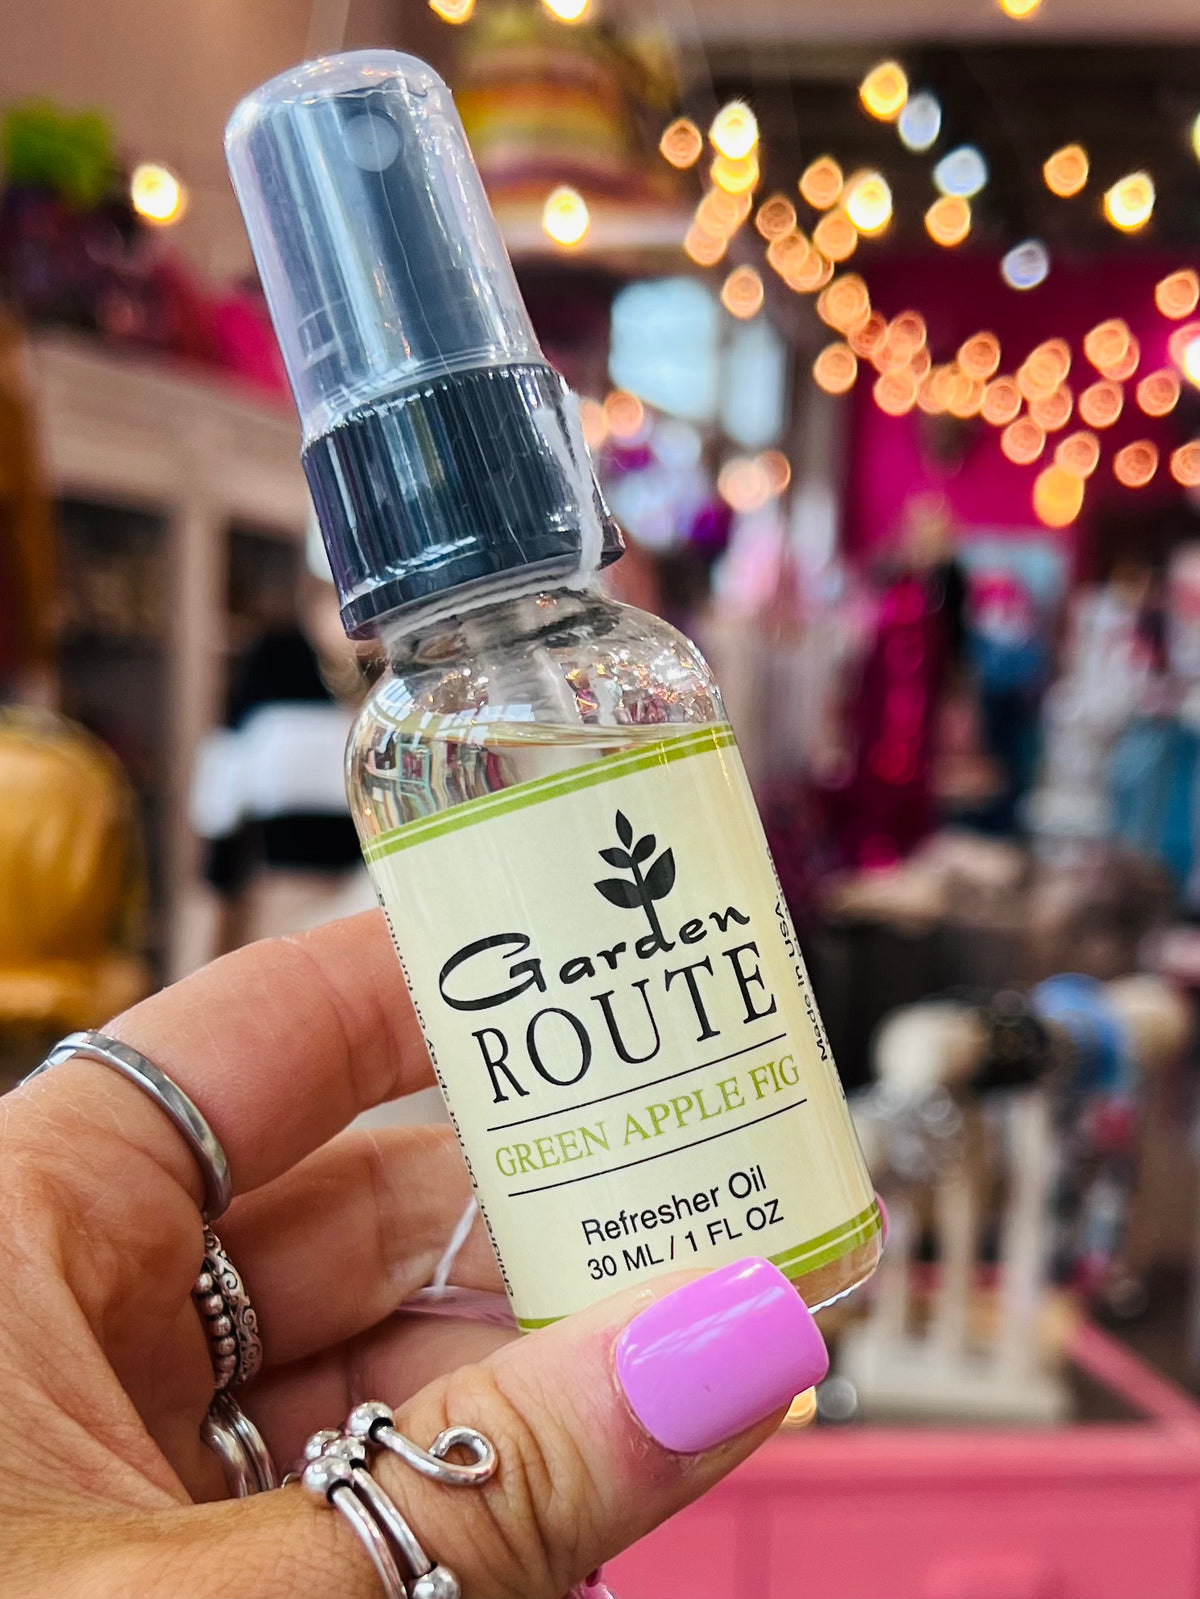 Garden
ROUTE
GREEN APPLE FIG
Refresher Oil
30 ML / 1 FL OZ
Made in USA